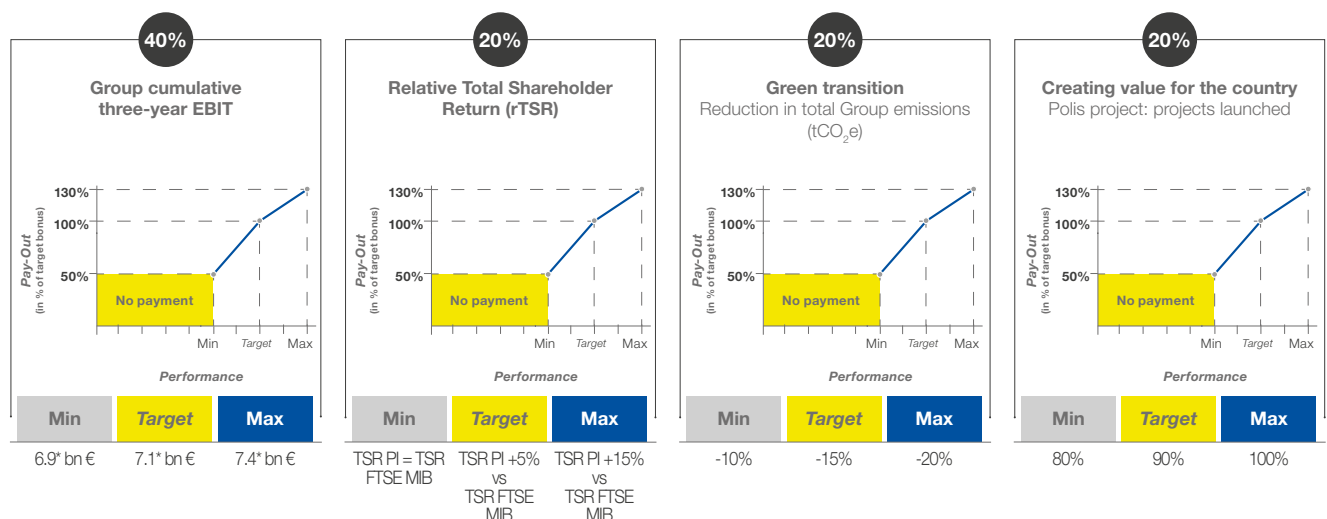 40%
Group cumulative
three-year EBIT
130%
100%
50%
Pay-Out
(in % of target bonus)
No payment
Min Target Max
Performance
Min Target Max
6.9* bn € 7.1* bn € 7.4* bn €
20%
Relative Total Shareholder
Return (rTSR)
130%
100%
50%
Pay-Out
(in % of target bonus)
No payment
Min Target Max
Performance
Min Target Max
TSR PI = TSR
FTSE MIB
TSR PI +5%
vs
TSR FTSE
MIB
TSR PI +15%
vs
TSR FTSE
MIB
20%
Green transition
Reduction in total Group emissions
(tCO₂e)
130%
100%
50%
Pay-Out
(in % of target bonus)
No payment
Min Target Max
Performance
Min Target Max
-10% -15% -20%
20%
Creating value for the country
Polis project: projects launched
130%
100%
50%
Pay-Out
(in % of target bonus)
No payment
Min Target Max
Performance
Min Target Max
80% 90% 100%